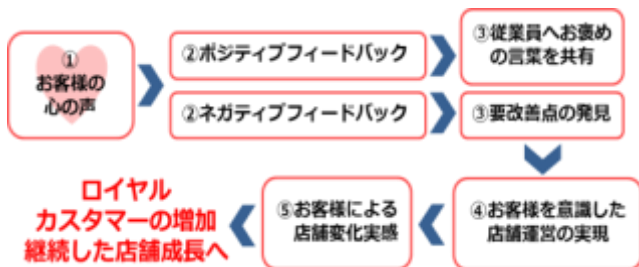 ①
お客様の
心の声
②ポジティブフィードバック
③従業員へお褒め
の言葉を共有
②ネガティブフィードバック
③要改善点の発見
④お客様を意識した
店舗運営の実現
⑤お客様による
店舗変化実感
ロイヤル
カスタマーの増加
継続した店舗成長へ